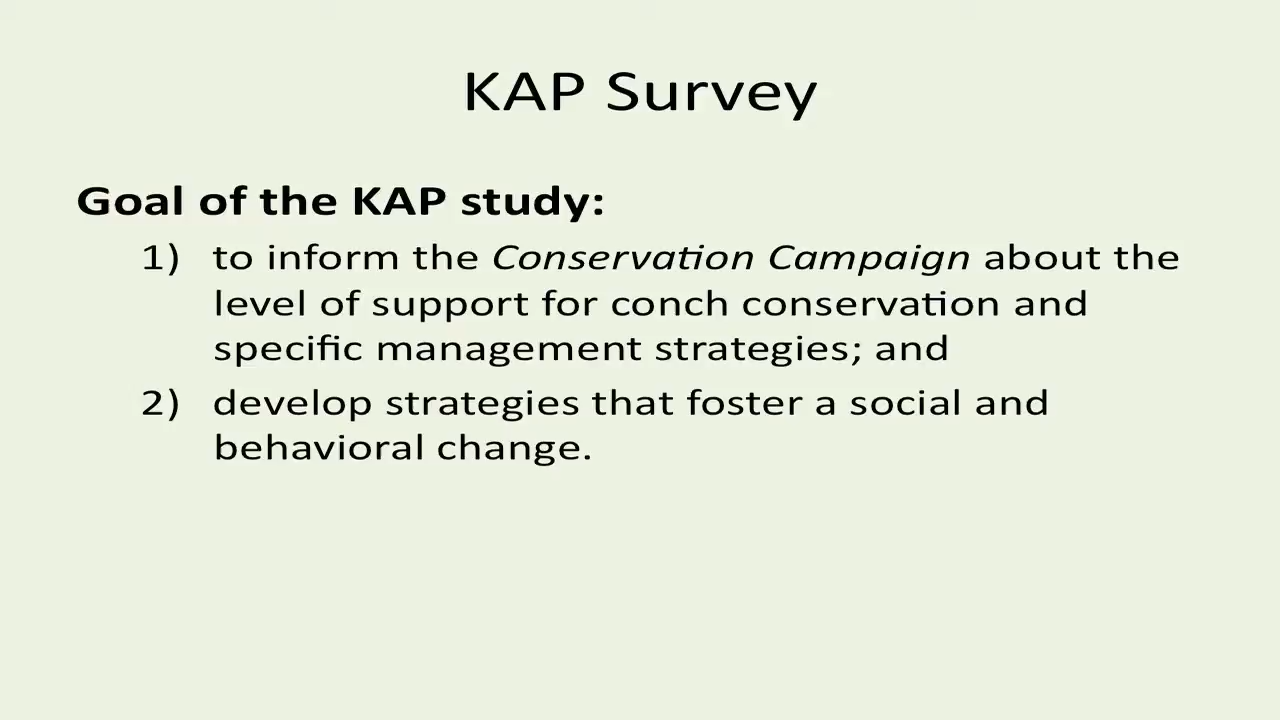 KAP Survey
Goal of the KAP study:
1) to inform the Conservation Campaign about the
level of support for conch conservation and
specific management strategies; and
2) develop strategies that foster a social and
behavioral change.